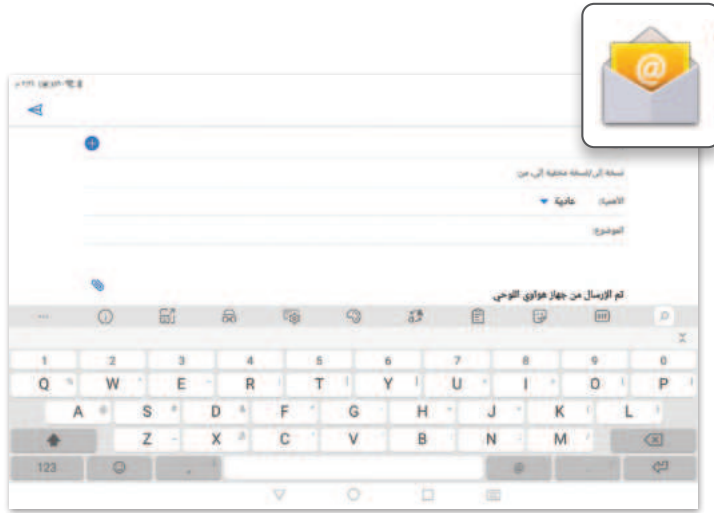 @
نسخة إلى/نسخة مخفية إلى، من:
الأهمية: عادية
الموضوع:
تم الإرسال من جهاز هواوي اللوحي
1 2 3 4 5 6 7 8 9 0
Q W E R T Y U I O P
A S D F G H J K L
Z X C V B N M
123 , @ .